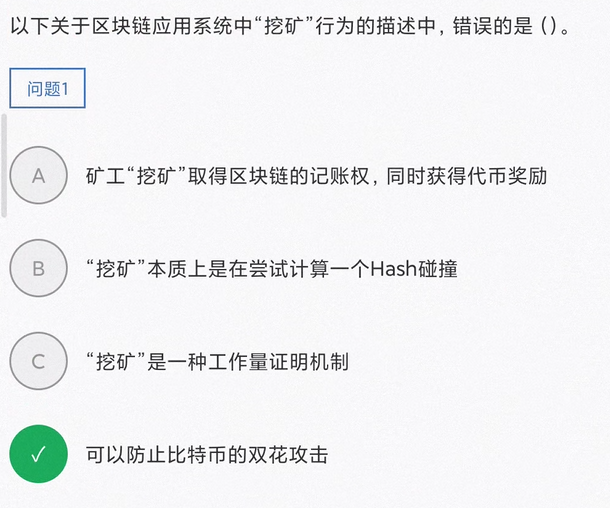 以下关于区块链应用系统中“挖矿”行为的描述中，错误的是（）。
问题1
A 矿工“挖矿”取得区块链的记账权，同时获得代币奖励
B “挖矿”本质上是在尝试计算一个Hash碰撞
C “挖矿”是一种工作量证明机制
✓ 可以防止比特币的双花攻击